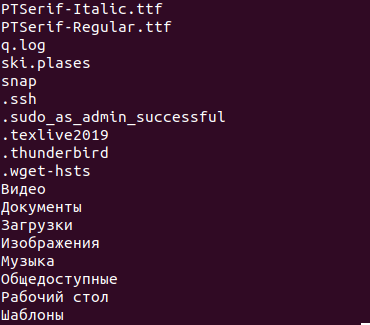 PTSerif-Italic.ttf
PTSerif-Regular.ttf
q.log
ski.plases
snap
.ssh
.sudo_as_admin_successful
.texlive2019
.thunderbird
.wget-hsts
Видео
Документы
Загрузки
Изображения
Музыка
Общедоступные
Рабочий стол
Шаблоны